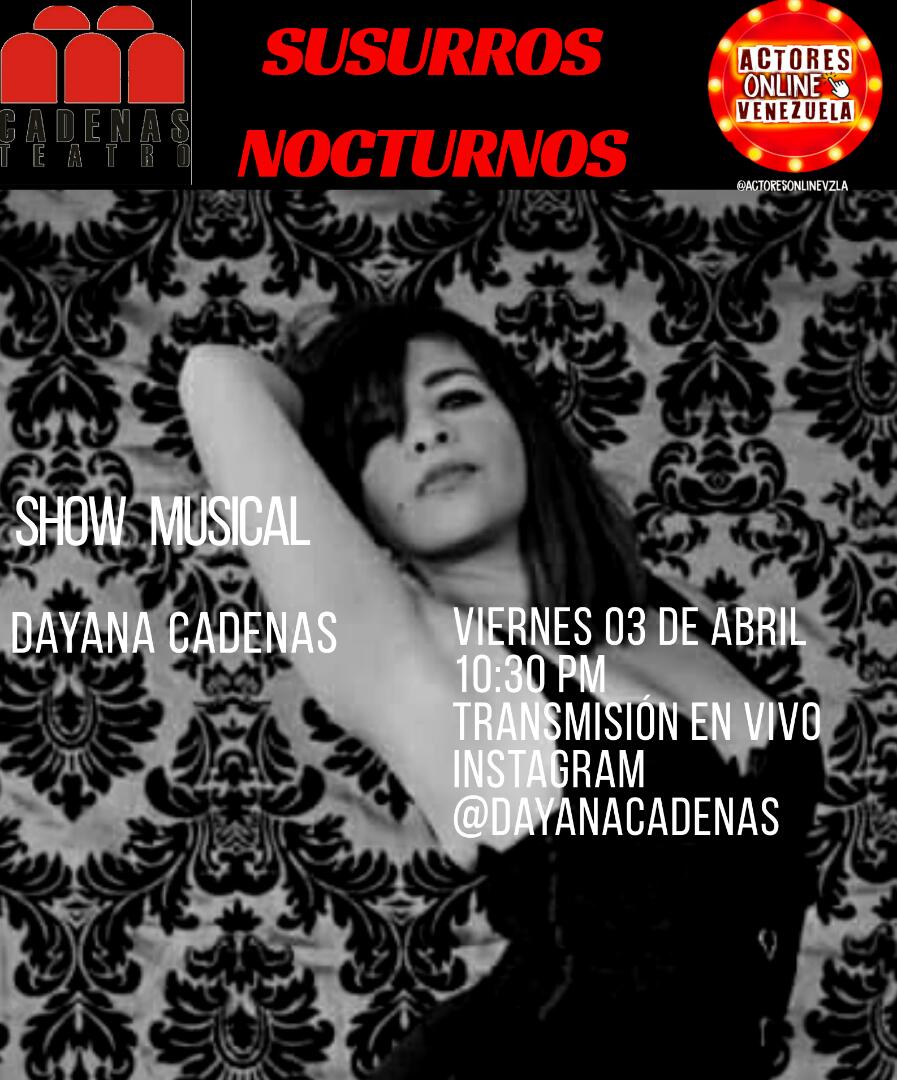 CADENAS
TEATRO
SUSURROS
NOCTURNOS
ACTORES
ONLINE
VENEZUELA
@ACTORESONLINEVZLA
SHOW MUSICAL
DAYANA CADENAS
VIERNES 03 DE ABRIL
10:30 PM
TRANSMISIÓN EN VIVO
INSTAGRAM
@DAYANACADENAS